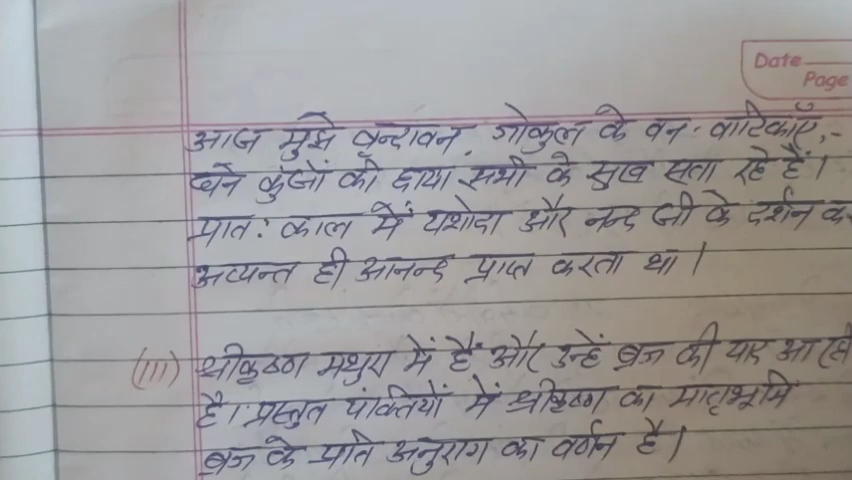 Date
Page
आज मुझे वृन्दावन, गोकुल के वन-वाटिकाएँ,-
घने कुंजों की छाया सभी के सुख सता रहे हैं।
प्रात: काल में यशोदा और नन्द जी के दर्शन क
अत्यन्त ही आनन्द प्राप्त करता था।
(iii) श्रीकृष्ण मथुरा में हैं और उन्हें ब्रज की याद आ रही
है। प्रस्तुत पंक्तियों में श्रीकृष्ण का मातृभूमि
ब्रज के प्रति अनुराग का वर्णन है।